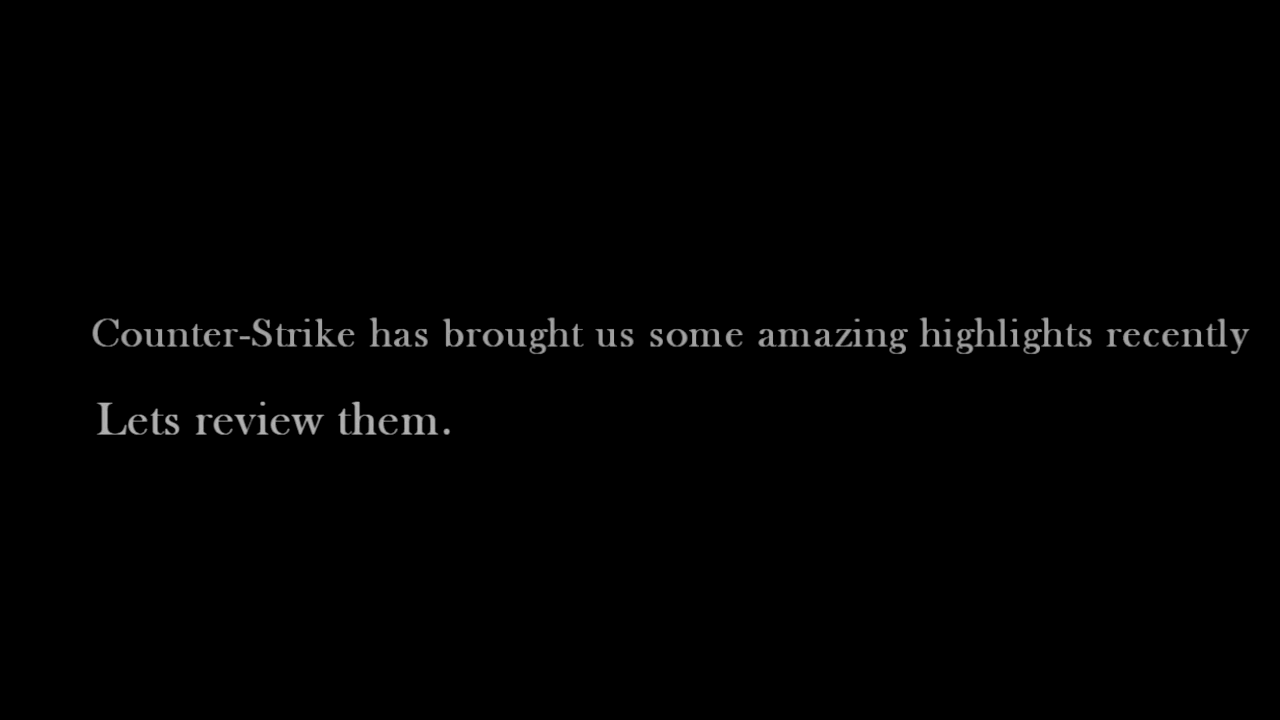 Counter-Strike has brought us some amazing highlights recently
Lets review them.